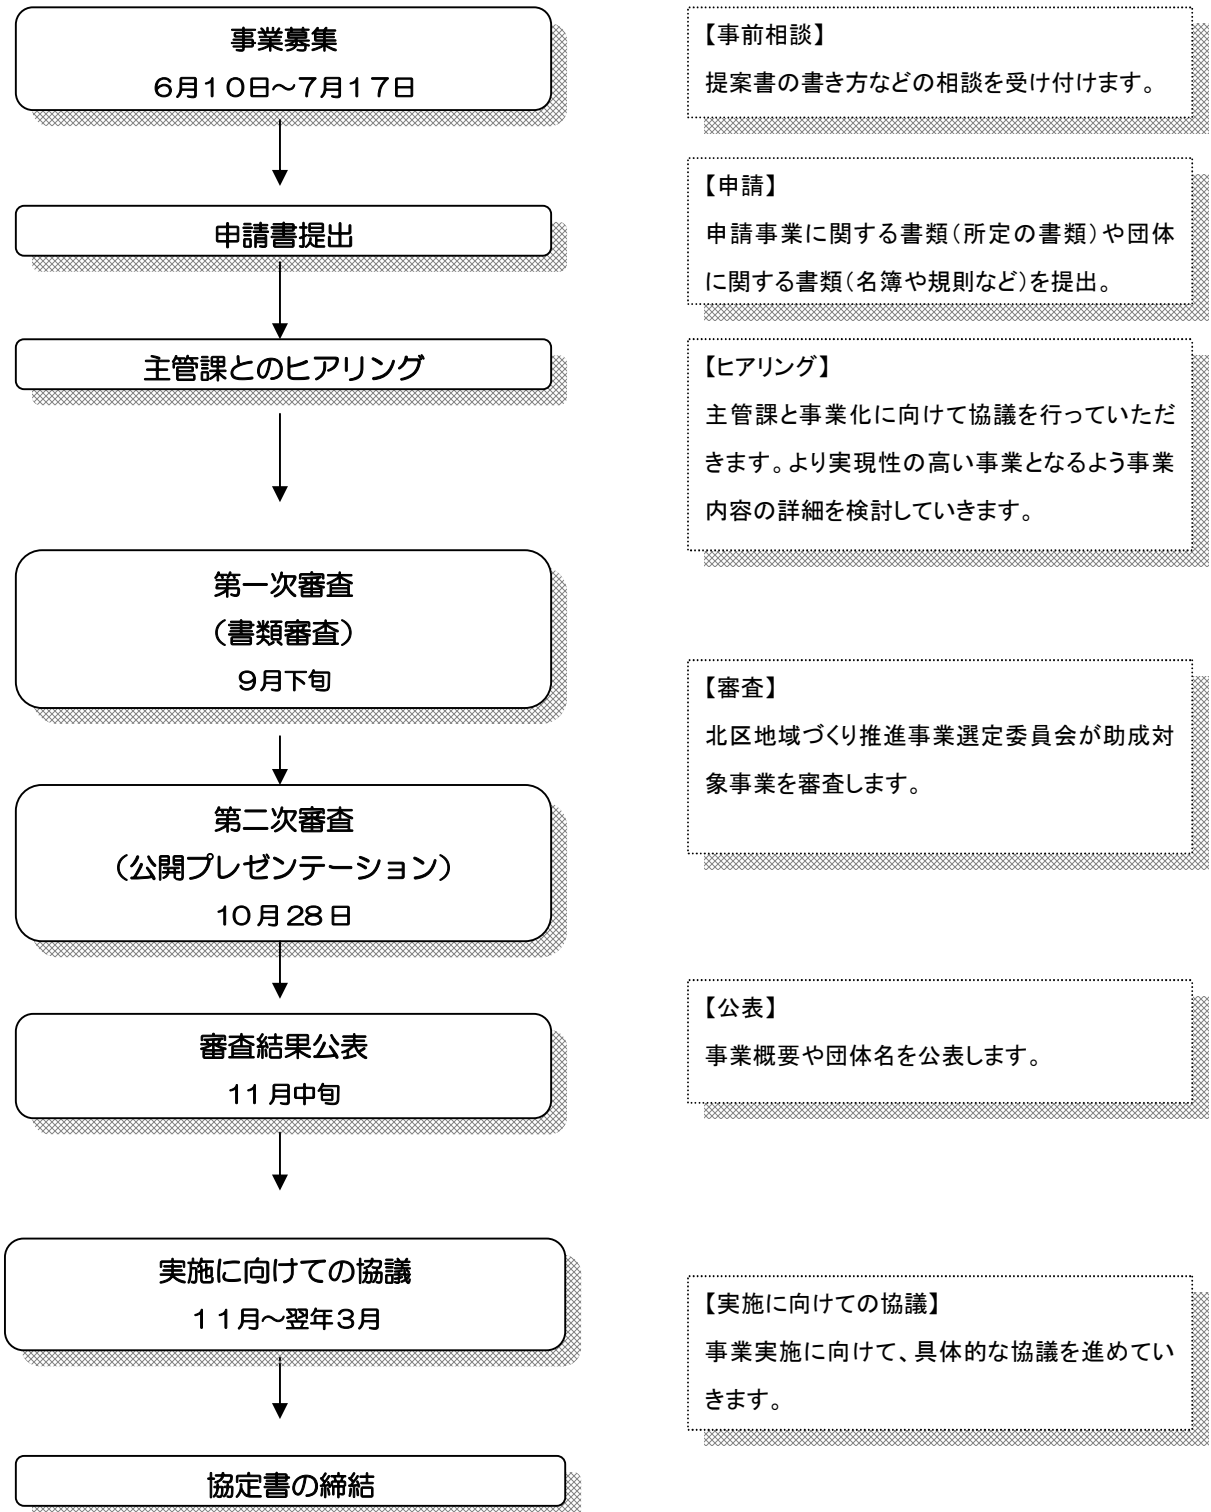 事業募集
６月１０日～７月１７日
【事前相談】
提案書の書き方などの相談を受け付けます。
申請書提出
【申請】
申請事業に関する書類（所定の書類）や団体
に関する書類（名簿や規則など）を提出。
主管課とのヒアリング
【ヒアリング】
主管課と事業化に向けて協議を行っていただ
きます。より実現性の高い事業となるよう事業
内容の詳細を検討していきます。
第一次審査
（書類審査）
９月下旬
【審査】
北区地域づくり推進事業選定委員会が助成対
象事業を審査します。
第二次審査
（公開プレゼンテーション）
10月28日
審査結果公表
11月中旬
【公表】
事業概要や団体名を公表します。
実施に向けての協議
１１月～翌年３月
【実施に向けての協議】
事業実施に向けて、具体的な協議を進めてい
きます。
協定書の締結